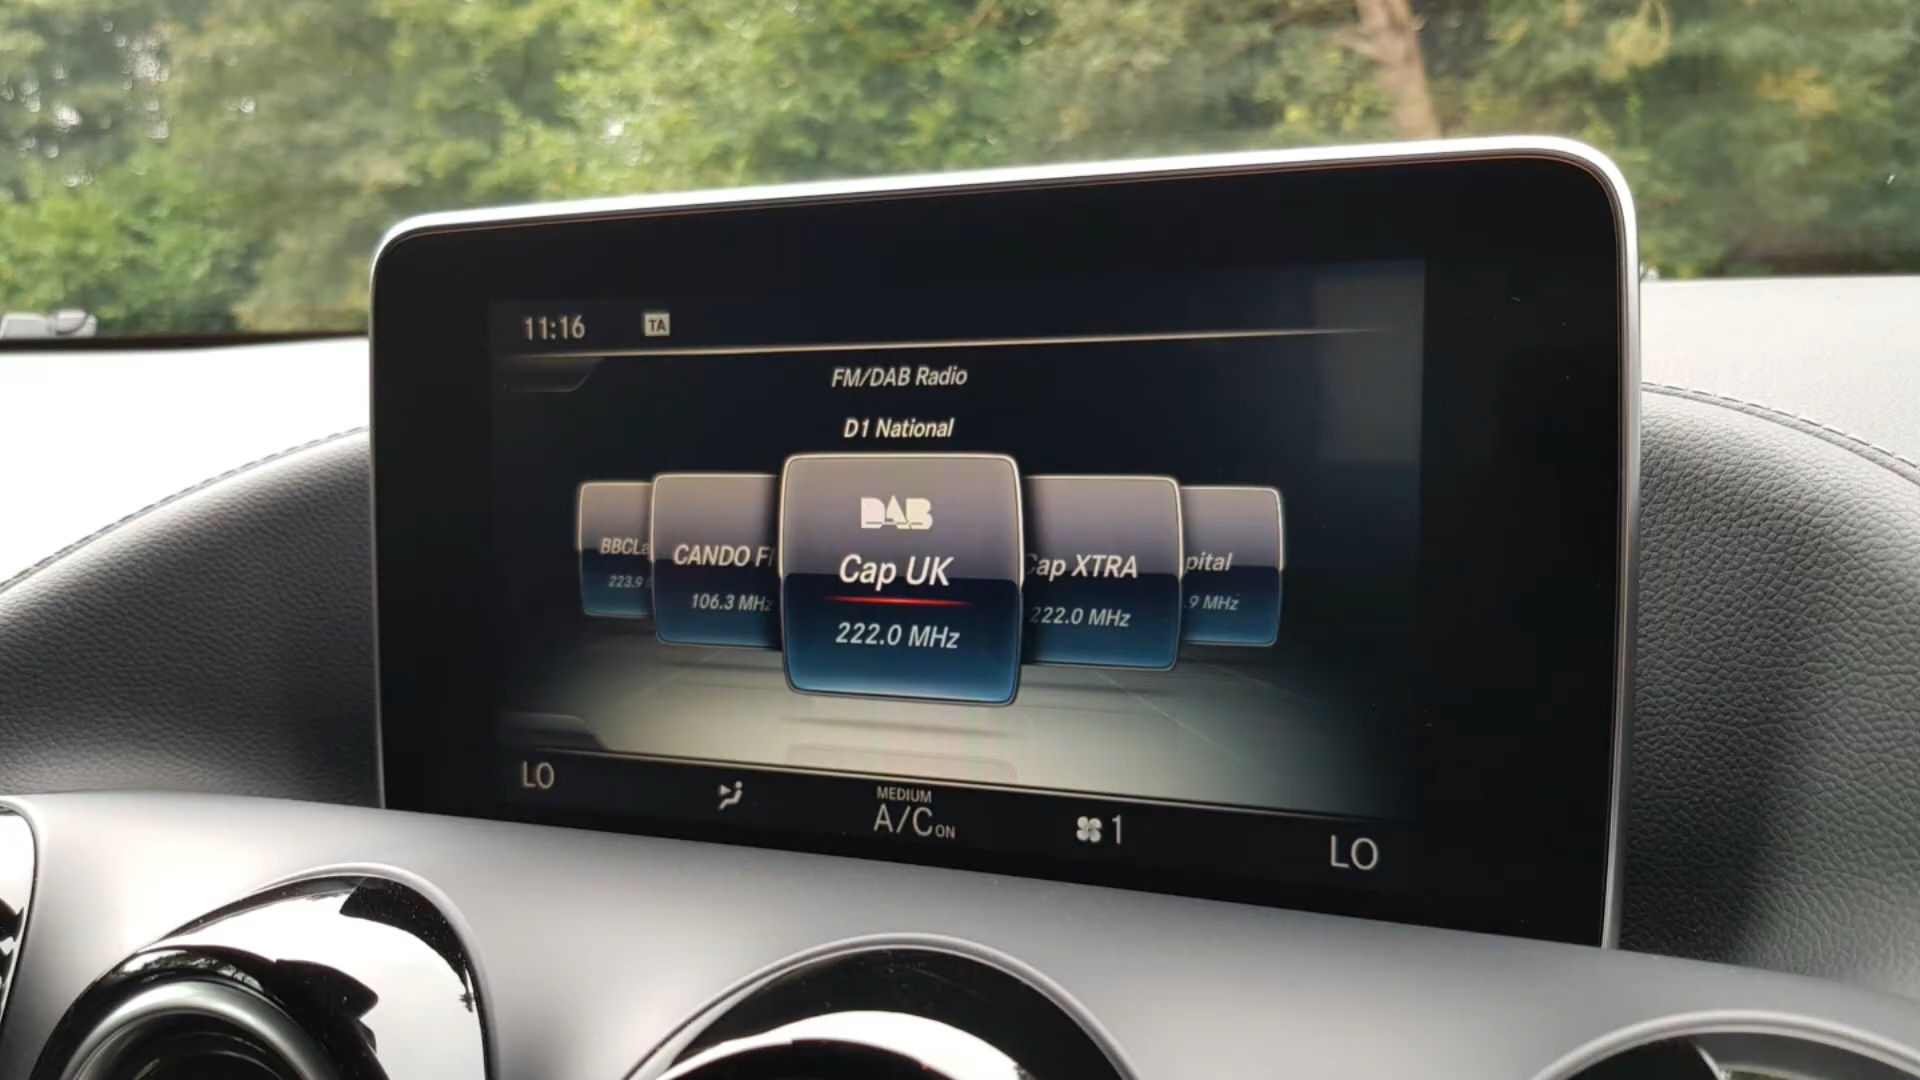 11:16 TA
FM/DAB Radio
D1 National
DAB
BBCLa CANDO F Cap UK Cap XTRA pital
223.9 106.3 MHz 222.0 MHz 222.0 MHz .9 MHz
LO MEDIUM A/C ON 1 LO